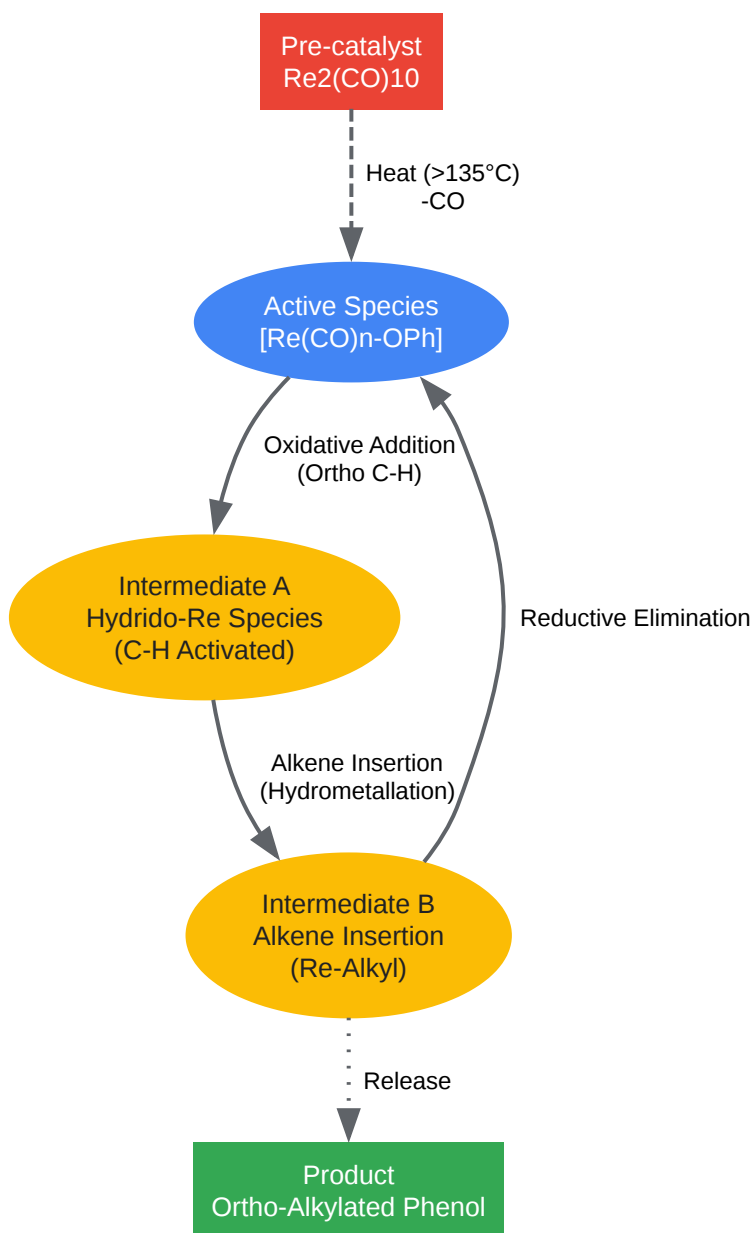 Pre-catalyst
Re2(CO)10
Heat (>135°C)
-CO
Active Species
[Re(CO)n-OPh]
Oxidative Addition
(Ortho C-H)
Intermediate A
Hydrido-Re Species
(C-H Activated)
Reductive Elimination
Alkene Insertion
(Hydrometallation)
Intermediate B
Alkene Insertion
(Re-Alkyl)
Release
Product
Ortho-Alkylated Phenol